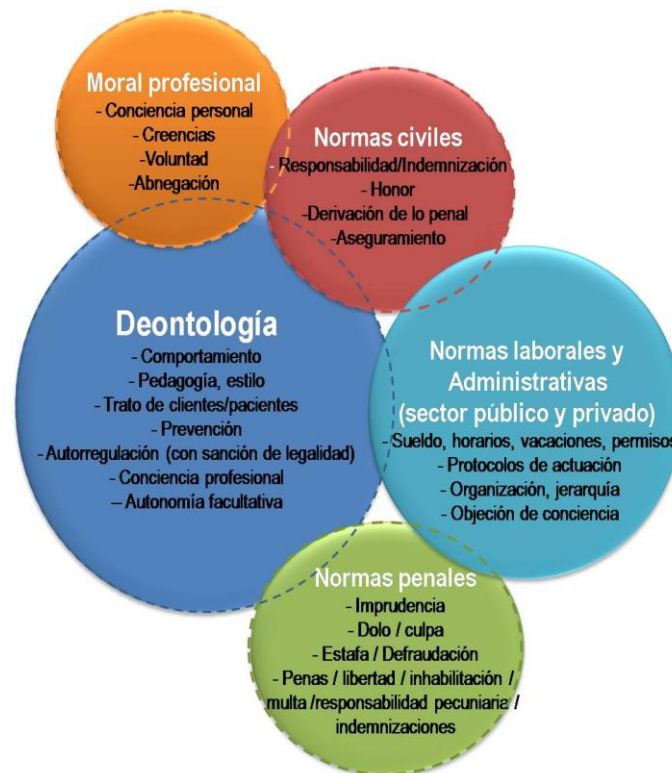 Moral profesional
- Conciencia personal
- Creencias
- Voluntad
-Abnegación
Normas civiles
- Responsabilidad/Indemnización
- Honor
- Derivación de lo penal
- Aseguramiento
Deontología
- Comportamiento
- Pedagogía, estilo
- Trato de clientes/pacientes
- Prevención
- Autorregulación (con sanción de legalidad)
- Conciencia profesional
– Autonomía facultativa
Normas laborales y
Administrativas
(sector público y privado)
- Sueldo, horarios, vacaciones, permisos
- Protocolos de actuación
- Organización, jerarquía
- Objeción de conciencia
Normas penales
- Imprudencia
- Dolo / culpa
- Estafa / Defraudación
- Penas / libertad / inhabilitación /
multa /responsabilidad pecuniaria /
indemnizaciones